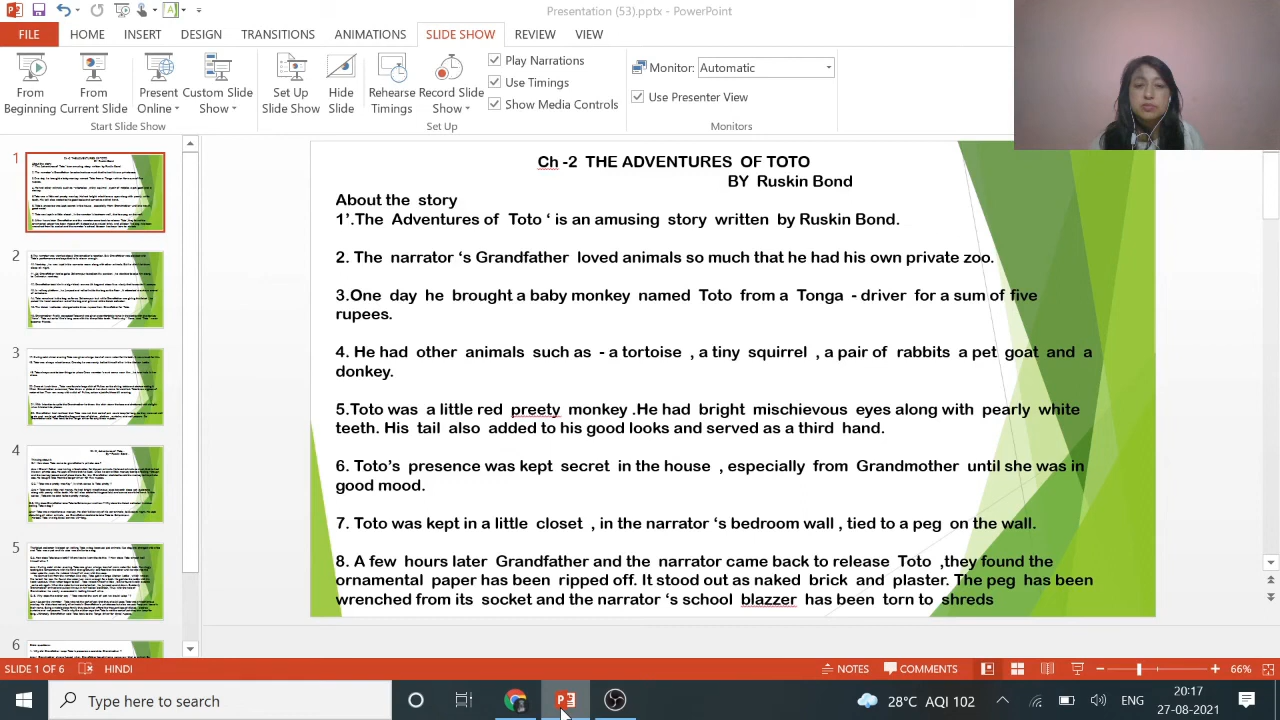 Presentation (53).pptx - PowerPoint
FILE HOME INSERT DESIGN TRANSITIONS ANIMATIONS SLIDE SHOW REVIEW VIEW
From Beginning
From Current Slide
Present Online
Custom Slide Show
Start Slide Show
Set Up Slide Show
Hide Slide
Rehearse Timings
Record Slide Show
Play Narrations
Use Timings
Show Media Controls
Set Up
Monitor: Automatic
Use Presenter View
Monitors
1
2
3
4
5
6
Ch -2 THE ADVENTURES OF TOTO
BY Ruskin Bond
About the story
1’.The Adventures of Toto ‘ is an amusing story written by Ruskin Bond.
2. The narrator ‘s Grandfather loved animals so much that he had his own private zoo.
3.One day he brought a baby monkey named Toto from a Tonga - driver for a sum of five
rupees.
4. He had other animals such as - a tortoise , a tiny squirrel , a pair of rabbits a pet goat and a
donkey.
5.Toto was a little red preety monkey .He had bright mischievous eyes along with pearly white
teeth. His tail also added to his good looks and served as a third hand.
6. Toto’s presence was kept secret in the house , especially from Grandmother until she was in
good mood.
7. Toto was kept in a little closet , in the narrator ‘s bedroom wall , tied to a peg on the wall.
8. A few hours later, Grandfather and the narrator came back to release Toto ,they found the
ornamental paper has been ripped off. It stood out as naked brick and plaster. The peg has been
wrenched from its socket and the narrator ‘s school blazzer has been torn to shreds
SLIDE 1 OF 6 HINDI NOTES COMMENTS 66%
Type here to search
28°C AQI 102 ENG
20:17
27-08-2021